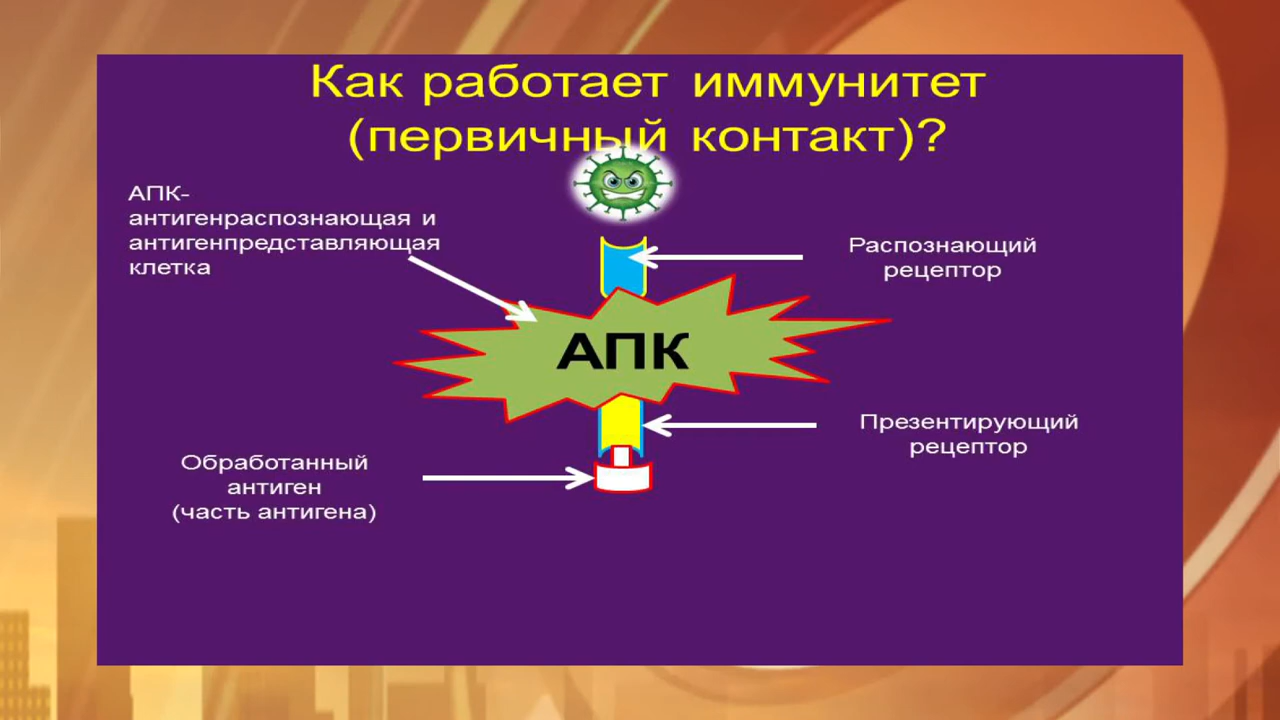 Как работает иммунитет
(первичный контакт)?
АПК-
антигенраспознающая и
антигенпредставляющая
клетка
Распознающий
рецептор
АПК
Презентирующий
рецептор
Обработанный
антиген
(часть антигена)